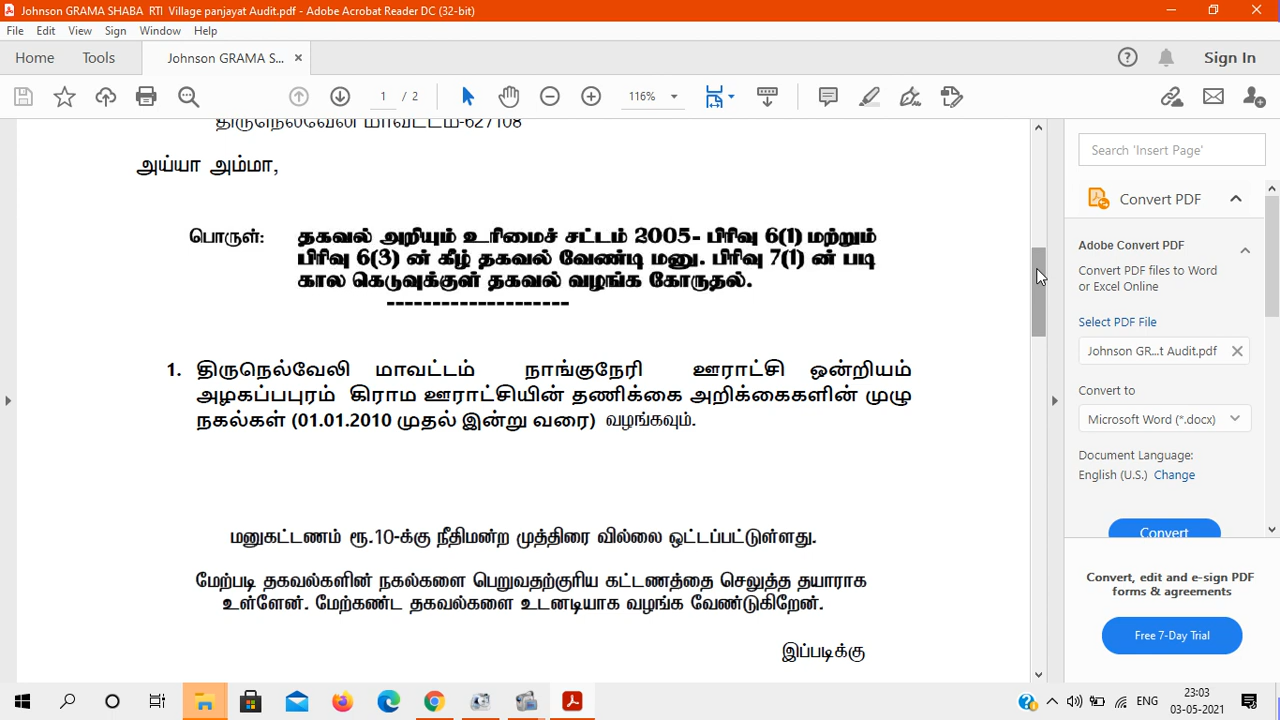 Johnson GRAMA SHABA RTI Village panjayat Audit.pdf - Adobe Acrobat Reader DC (32-bit)
File Edit View Sign Window Help
Home Tools Johnson GRAMA S... ×
1 / 2 116%
Sign In
திருநெல்வேலி மாவட்டம்-627108
அய்யா அம்மா,
பொருள்: தகவல் அறியும் உரிமைச் சட்டம் 2005- பிரிவு 6(1) மற்றும்
பிரிவு 6(3) ன் கீழ் தகவல் வேண்டி மனு. பிரிவு 7(1) ன் படி
கால கெடுவுக்குள் தகவல் வழங்க கோருதல்.
--------------------
1. திருநெல்வேலி மாவட்டம் நாங்குநேரி ஊராட்சி ஒன்றியம்
அழகப்பபுரம் கிராம ஊராட்சியின் தணிக்கை அறிக்கைகளின் முழு
நகல்கள் (01.01.2010 முதல் இன்று வரை) வழங்கவும்.
மனுகட்டணம் ரூ.10-க்கு நீதிமன்ற முத்திரை வில்லை ஒட்டப்பட்டுள்ளது.
மேற்படி தகவல்களின் நகல்களை பெறுவதற்குரிய கட்டணத்தை செலுத்த தயாராக
உள்ளேன். மேற்கண்ட தகவல்களை உடனடியாக வழங்க வேண்டுகிறேன்.
இப்படிக்கு
Search 'Insert Page'
Convert PDF
Adobe Convert PDF
Convert PDF files to Word
or Excel Online
Select PDF File
Johnson GR...t Audit.pdf
Convert to
Microsoft Word (*.docx)
Document Language:
English (U.S.) Change
Convert
Convert, edit and e-sign PDF
forms & agreements
Free 7-Day Trial
ENG
23:03
03-05-2021